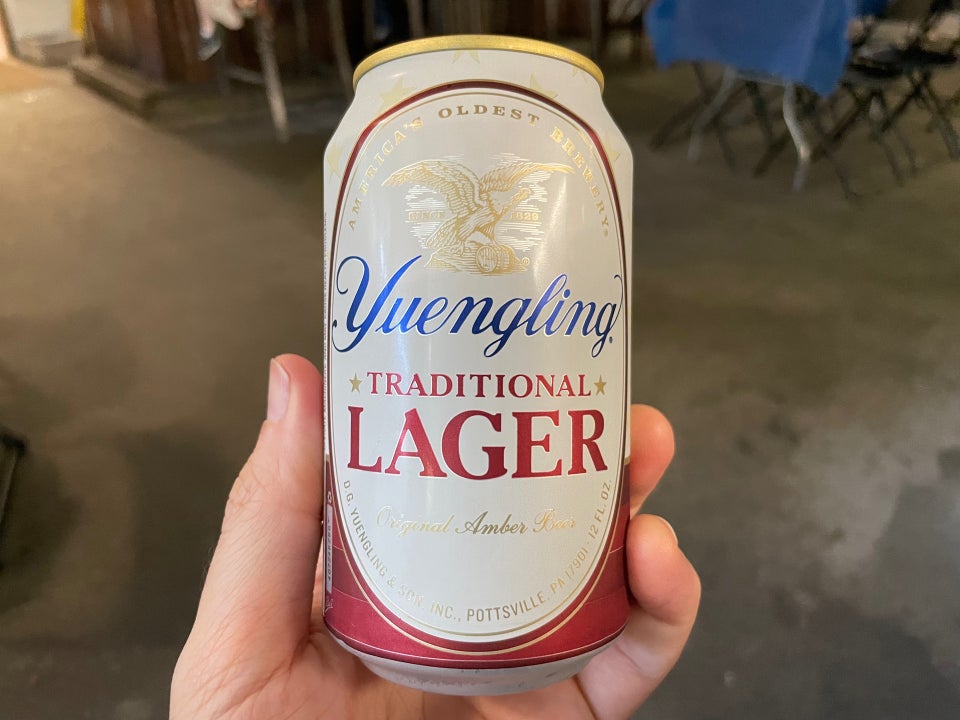 AMERICA'S OLDEST BREWERY®
SINCE 1829
Yuengling®
TRADITIONAL
LAGER
Original Amber Beer
D.G. YUENGLING & SON, INC., POTTSVILLE, PA 17901 · 12 FL. OZ.